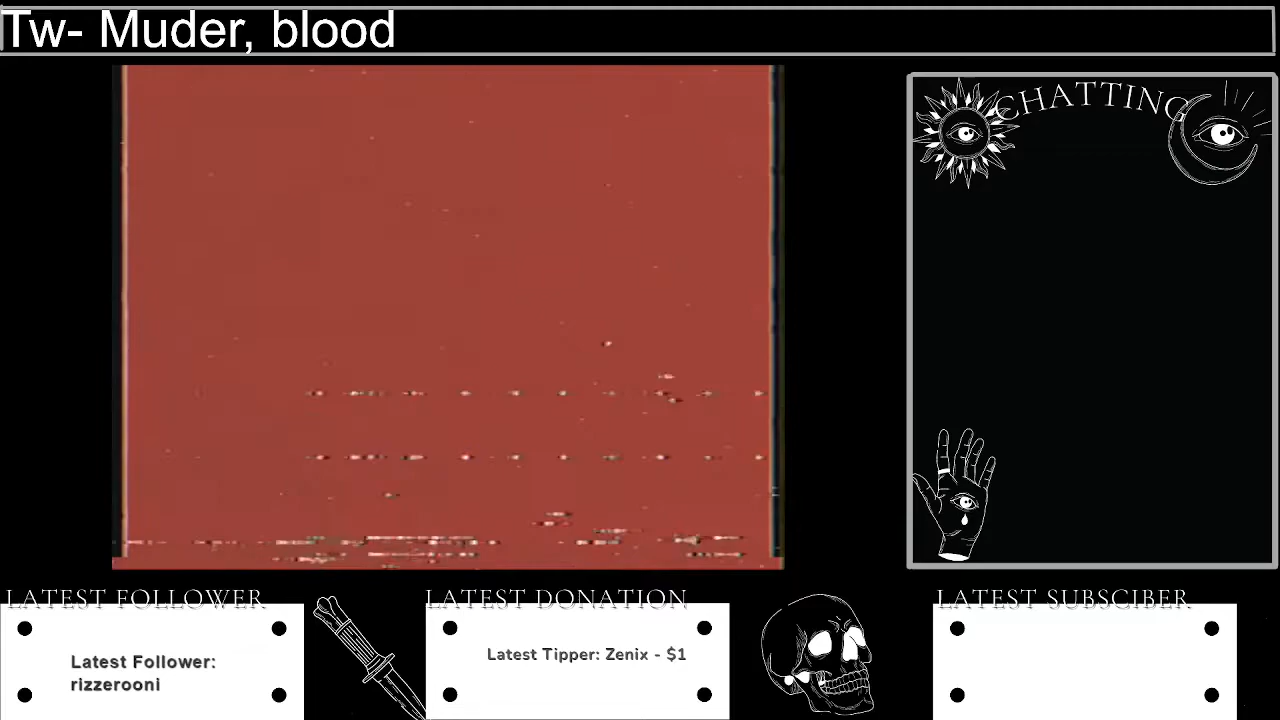 Tw- Muder, blood
CHATTING
LATEST FOLLOWER
LATEST DONATION
LATEST SUBSCIBER
Latest Follower:
rizzerooni
Latest Tipper: Zenix - $1